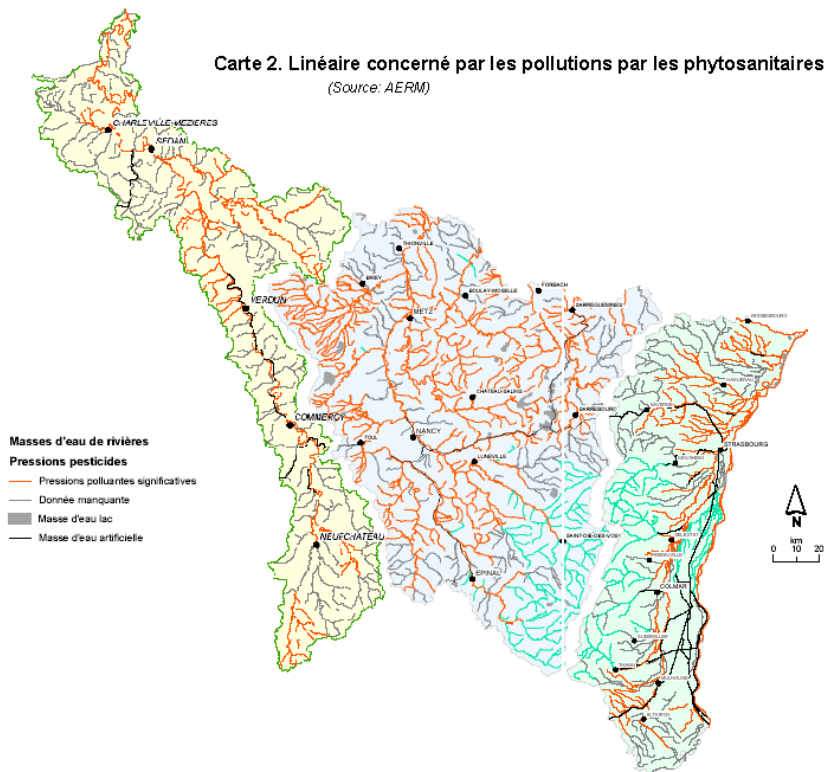 Carte 2. Linéaire concerné par les pollutions par les phytosanitaires
(Source: AERM)
CHARLEVILLE-MEZIERES
SEDAN
THIONVILLE
BRIEY
BOULAY-MOSELLE
FORBACH
SARREGUEMINES
VERDUN
METZ
WISSEMBOURG
HAGUENAU
CHATEAU-SALINS
SARREBOURG
SAVERNE
COMMERCY
TOUL
NANCY
STRASBOURG
LUNEVILLE
MOLSHEIM
Masses d'eau de rivières
Pressions pesticides
Pressions polluantes significatives
Donnée manquante
Masse d'eau lac
Masse d'eau artificielle
NEUFCHATEAU
SAINT-DIE-DES-VOSG
SELESTAT
RIBEAUVILLE
EPINAL
COLMAR
GUEBWILLER
THANN
MULHOUSE
ALTKIRCH
N
km
0 10 20